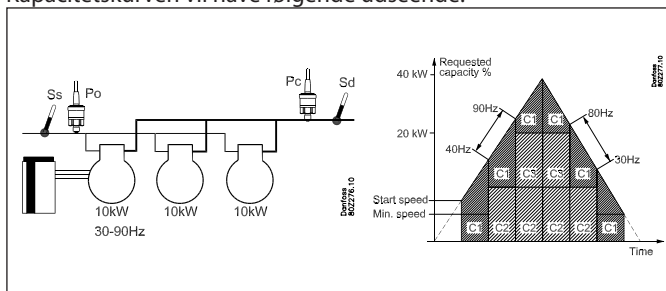 Kapacitetskurven vil have følgende udseende:
Ss
Po
Pc
Sd
10kW
10kW
10kW
30-90Hz
Danfoss
80Z276.10
Requested
capacity %
40 kW
20 kW
90Hz
40Hz
80Hz
30Hz
Start speed
Min. speed
C1
C1
C1
C3
C3
C1
C1
C2
C2
C2
C2
C1
Time
Danfoss
80Z277.10